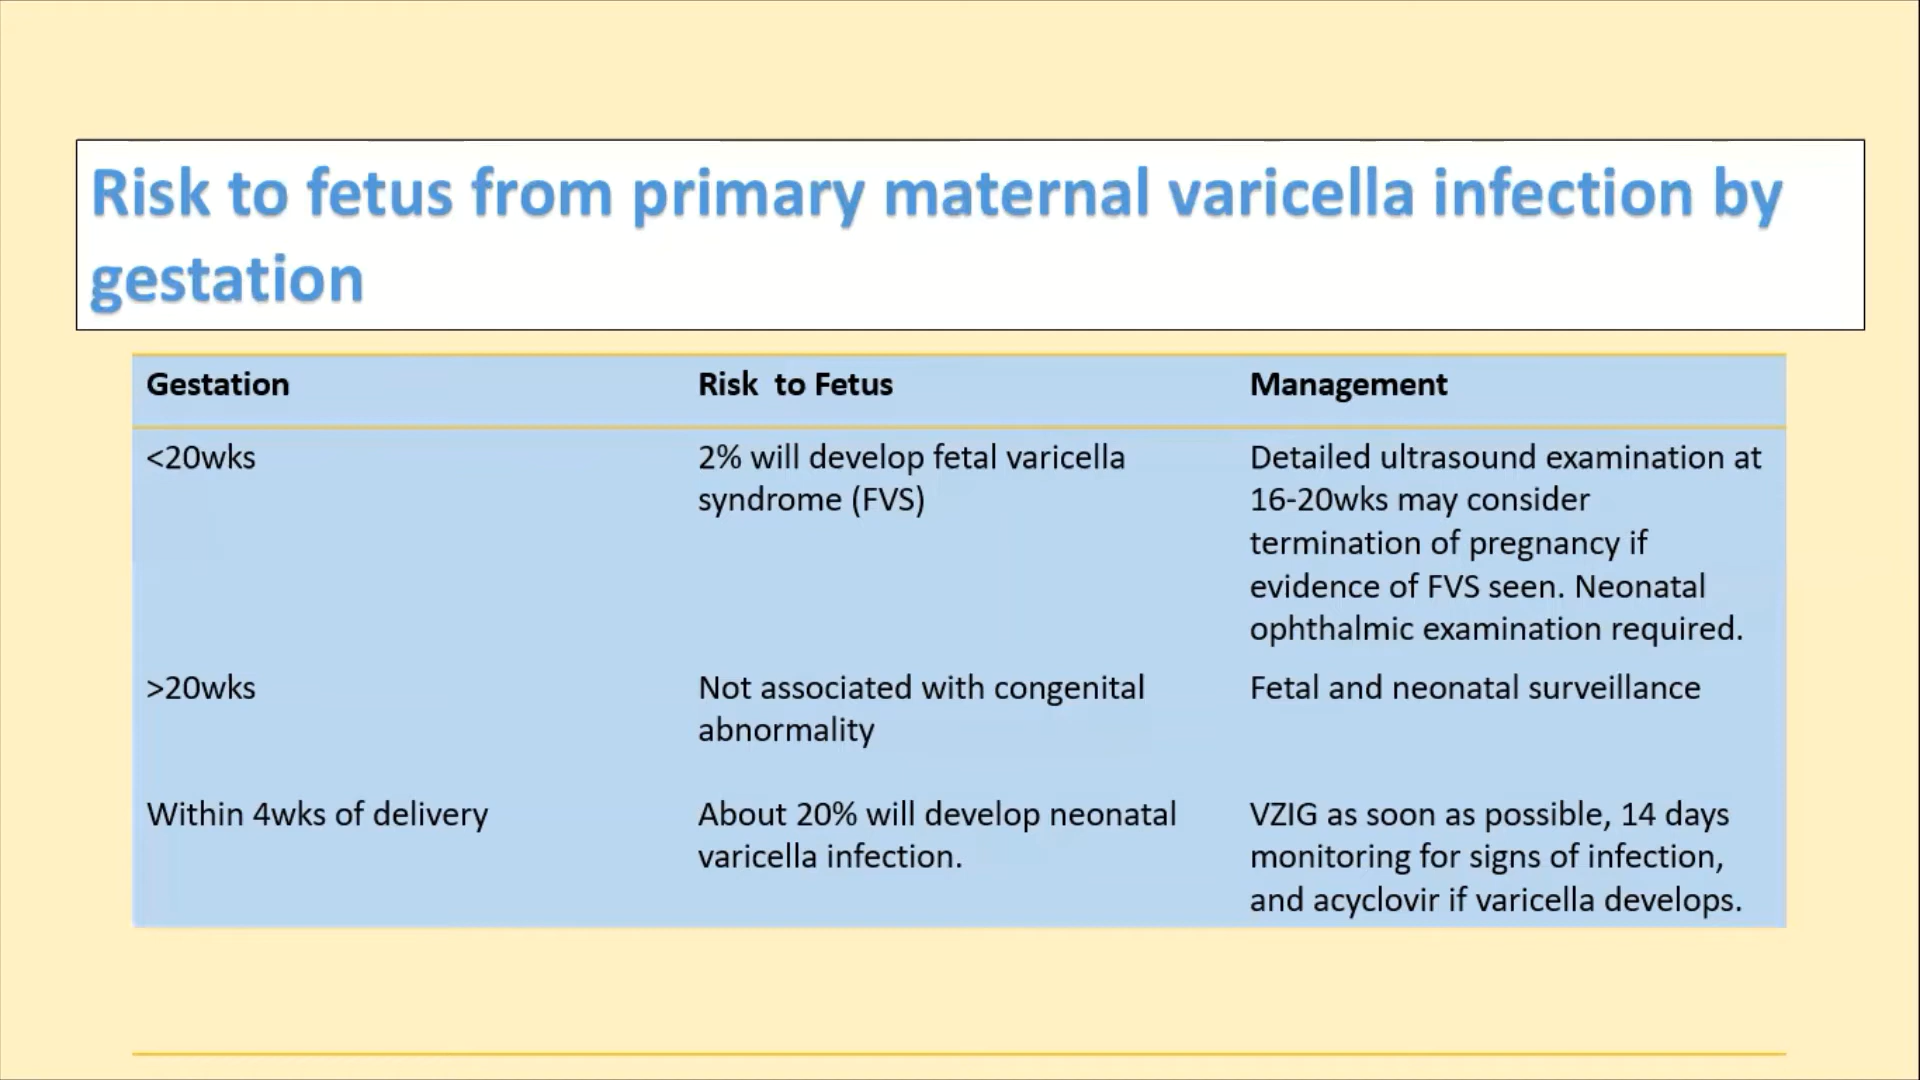 Risk to fetus from primary maternal varicella infection by
gestation
Gestation
Risk to Fetus
Management
<20wks
2% will develop fetal varicella
syndrome (FVS)
Detailed ultrasound examination at
16-20wks may consider
termination of pregnancy if
evidence of FVS seen. Neonatal
ophthalmic examination required.
>20wks
Not associated with congenital
abnormality
Fetal and neonatal surveillance
Within 4wks of delivery
About 20% will develop neonatal
varicella infection.
VZIG as soon as possible, 14 days
monitoring for signs of infection,
and acyclovir if varicella develops.